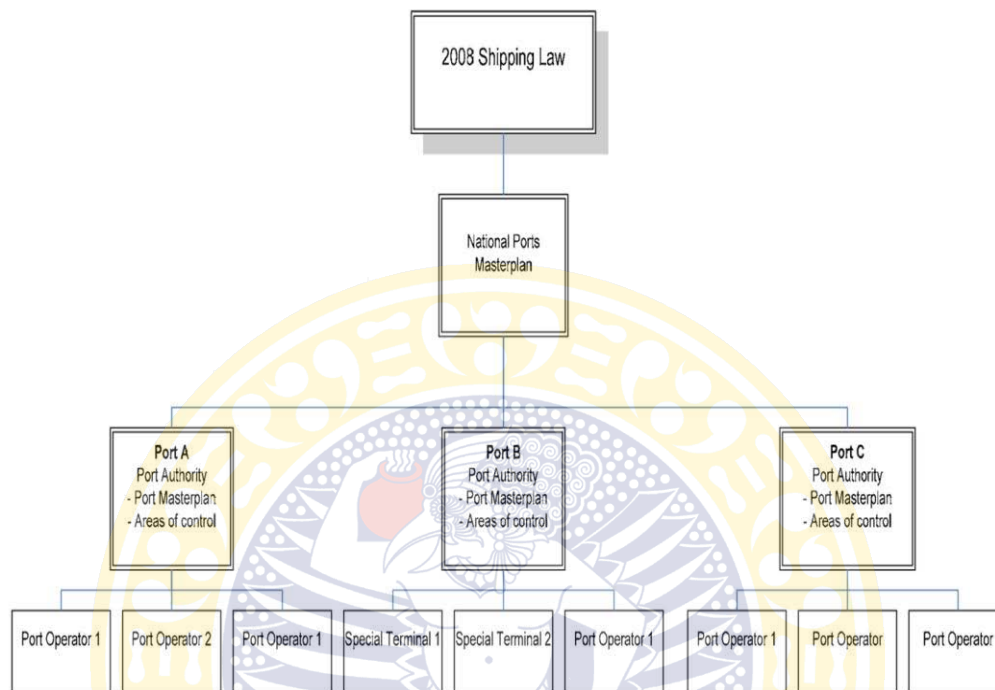 2008 Shipping Law
National Ports
Masterplan
Port A
Port Authority
- Port Masterplan
- Areas of control
Port B
Port Authority
- Port Masterplan
- Areas of control
Port C
Port Authority
- Port Masterplan
- Areas of control
Port Operator 1
Port Operator 2
Port Operator 1
Special Terminal 1
Special Terminal 2
Port Operator 1
Port Operator 1
Port Operator
Port Operator